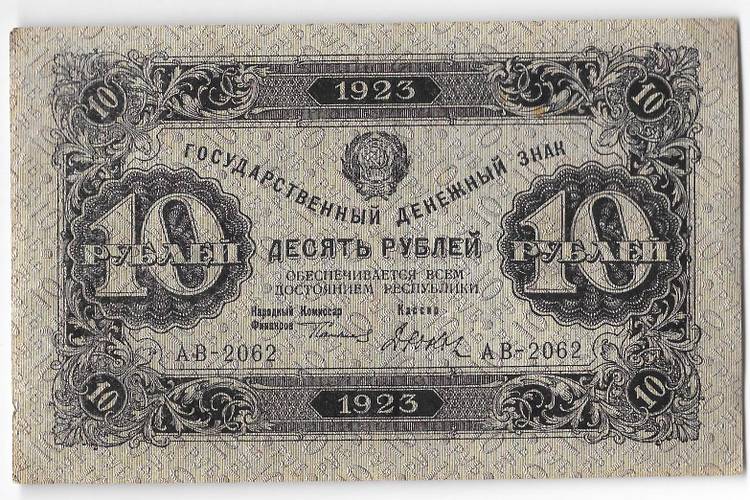 10 1923 10
ГОСУДАРСТВЕННЫЙ ДЕНЕЖНЫЙ ЗНАК
10 РУБЛЕЙ
10 РУБЛЕЙ
ДЕСЯТЬ РУБЛЕЙ
ОБЕСПЕЧИВАЕТСЯ ВСЕМ
ДОСТОЯНИЕМ РЕСПУБЛИКИ
Народный Комиссар
Финансов
Кассир
АВ-2062 АВ-2062
10 1923 10